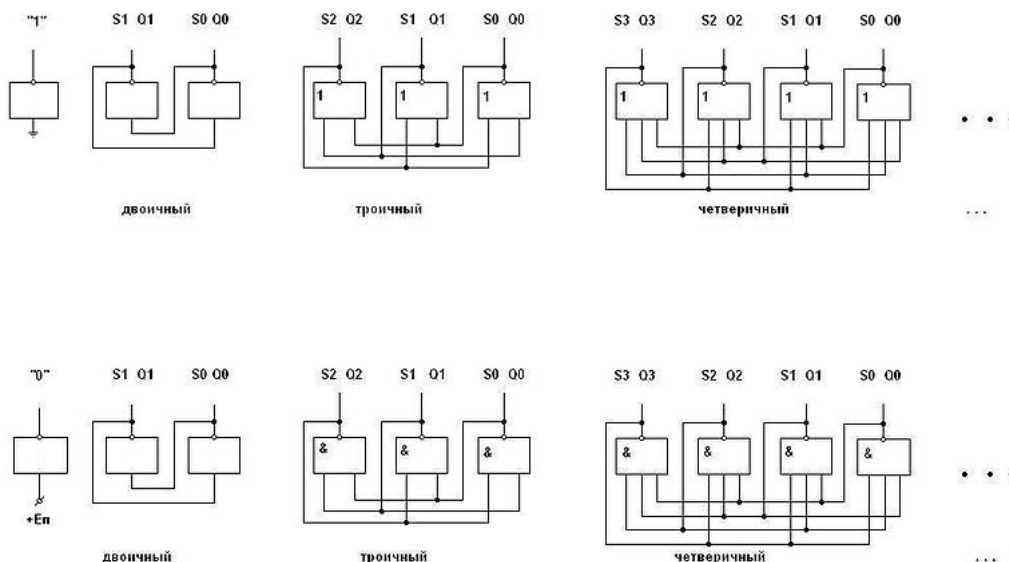 "1" S1 Q1 S0 Q0 S2 Q2 S1 Q1 S0 Q0 S3 Q3 S2 Q2 S1 Q1 S0 Q0
1 1 1 1 1 1 1
двоичный троичный четверичный ...
"0" S1 Q1 S0 Q0 S2 Q2 S1 Q1 S0 Q0 S3 Q3 S2 Q2 S1 Q1 S0 Q0
& & & & & & &
+Еп
двоичный троичный четверичный ...